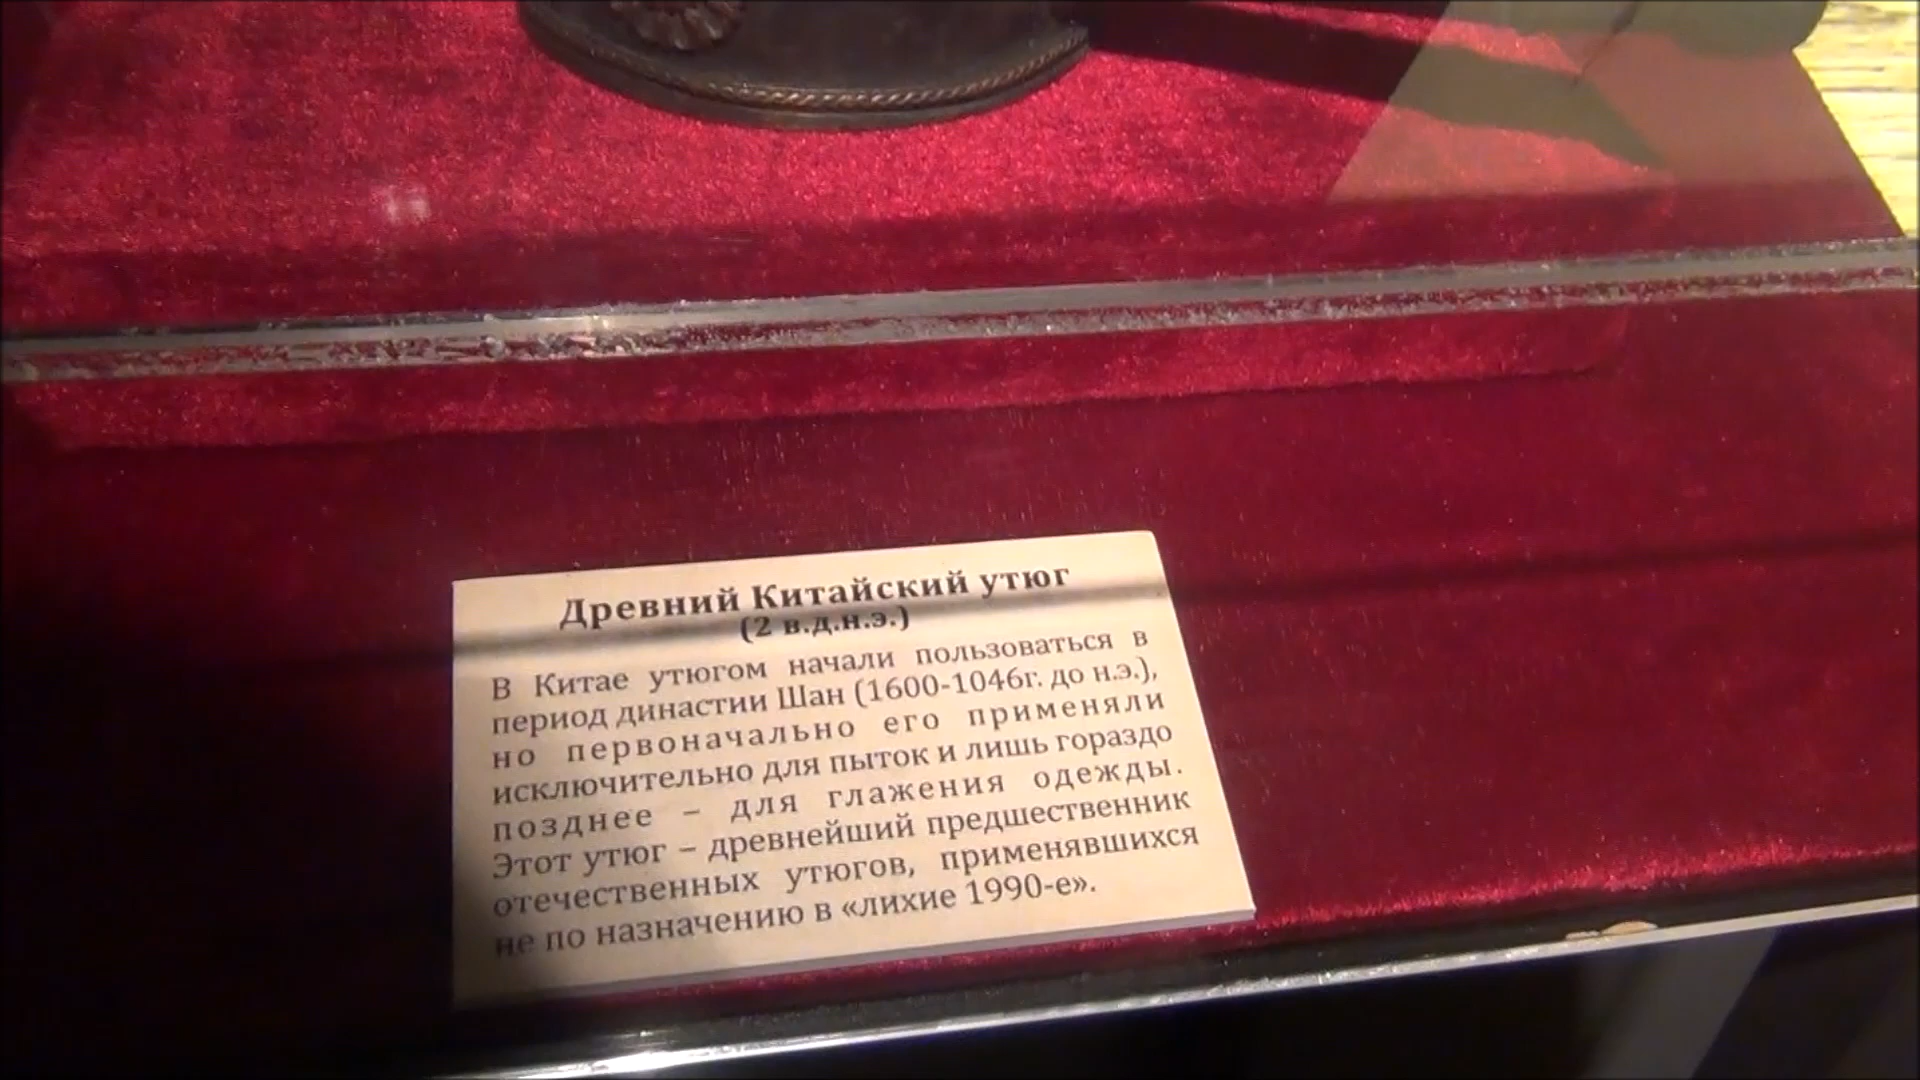 Древний Китайский утюг
(2 в.д.н.э.)
В Китае утюгом начали пользоваться в
период династии Шан (1600-1046г. до н.э.),
но первоначально его применяли
исключительно для пыток и лишь гораздо
позднее – для глажения одежды.
Этот утюг – древнейший предшественник
отечественных утюгов, применявшихся
не по назначению в «лихие 1990-е».